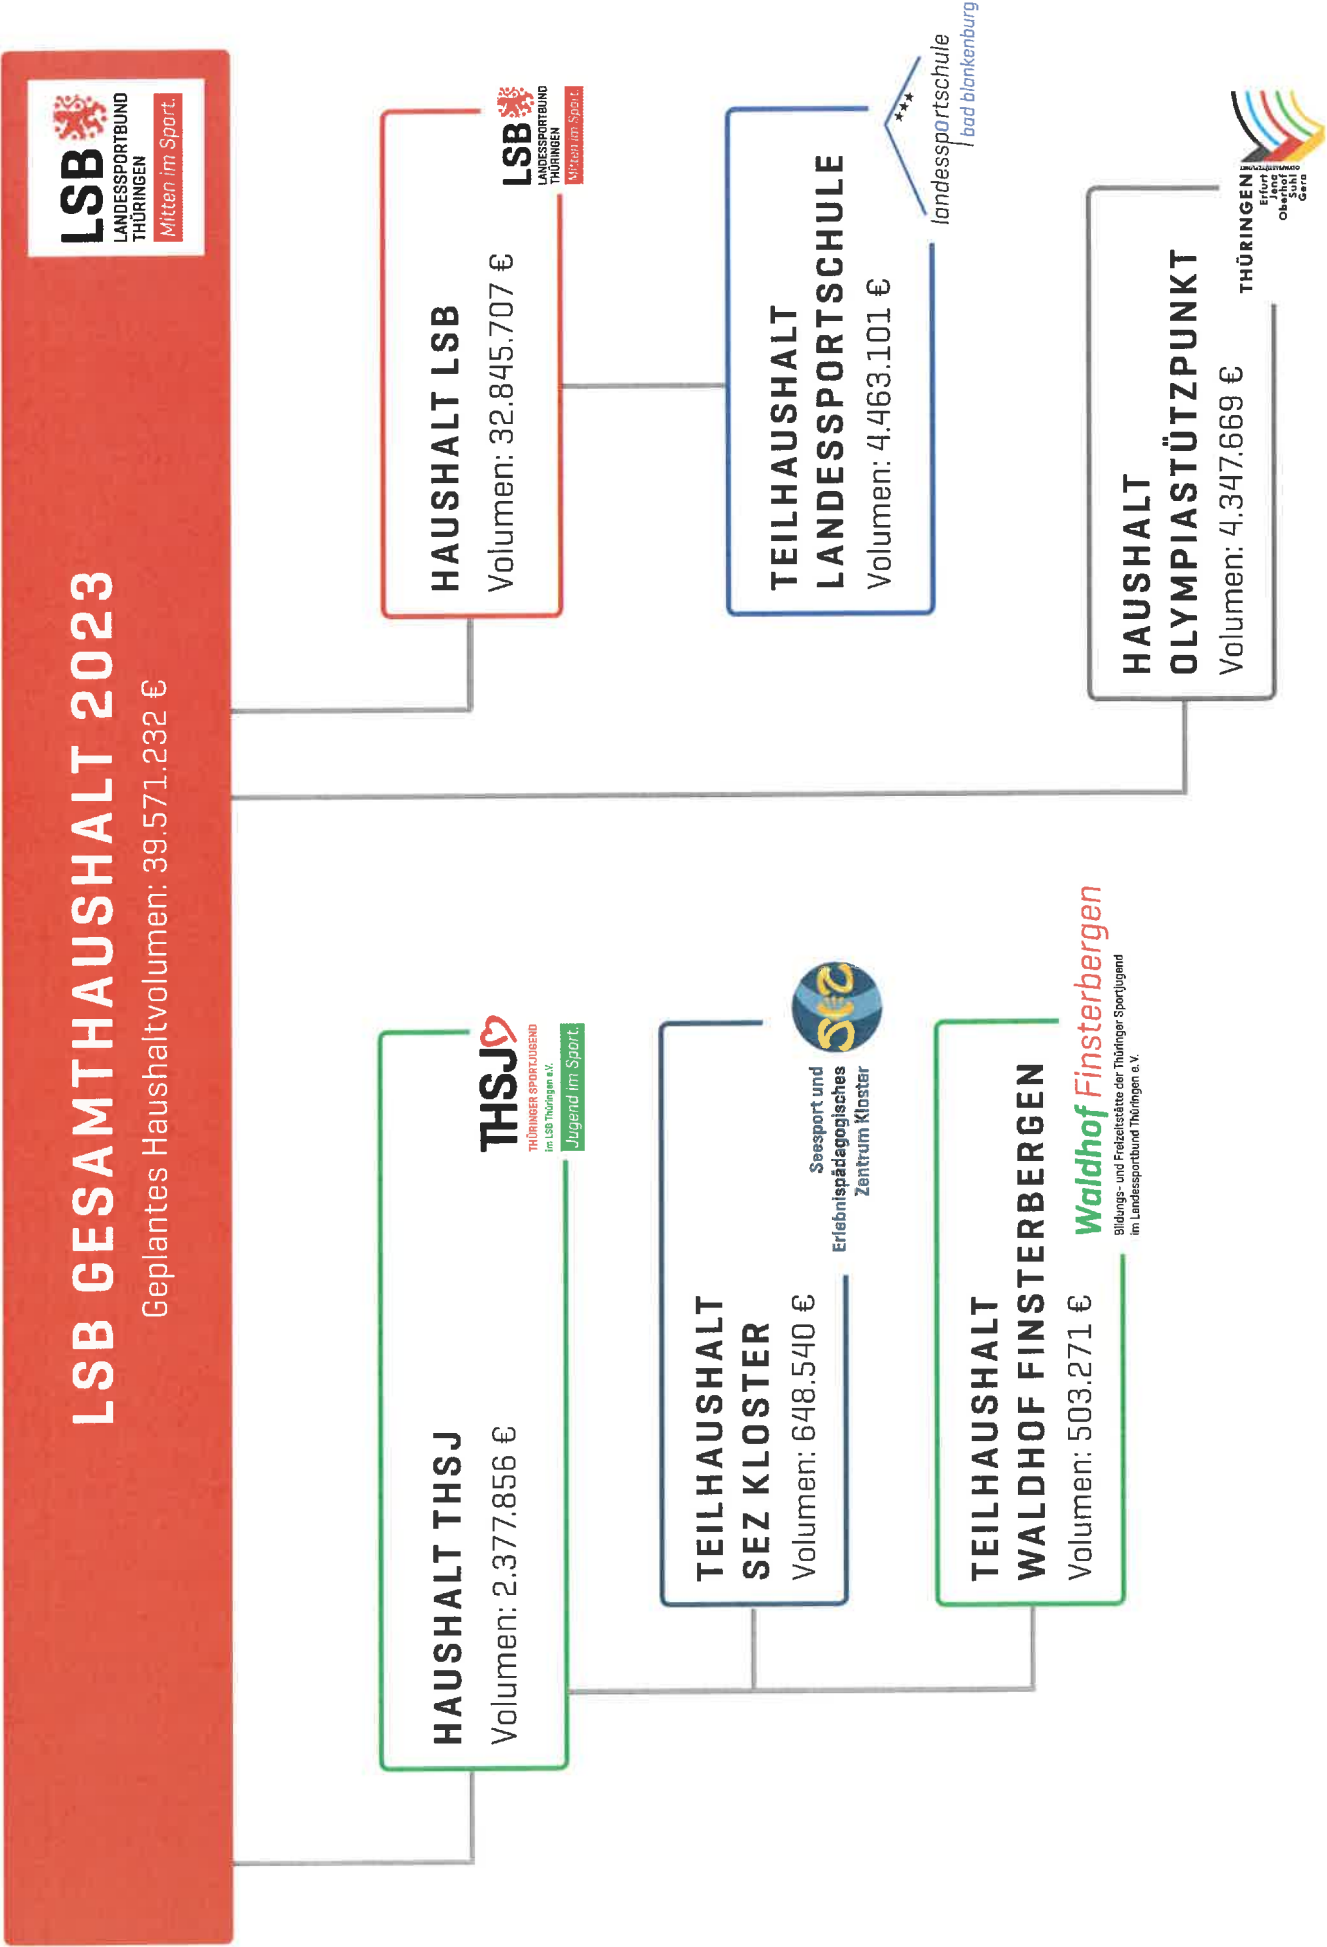 LSB GESAMTHAUSHALT 2023
Geplantes Haushaltvolumen: 39.571.232 €
LSB
LANDESSPORTBUND
THÜRINGEN
Mitten im Sport.
HAUSHALT THSJ
Volumen: 2.377.856 €
THSJ
THÜRINGER SPORTJUGEND
im LSB Thüringen e.V.
Jugend im Sport.
TEILHAUSHALT
SEZ KLOSTER
Volumen: 648.540 €
Seesport und
Erlebnispädagogisches
Zentrum Kloster
TEILHAUSHALT
WALDHOF FINSTERBERGEN
Volumen: 503.271 €
Waldhof Finsterbergen
Bildungs- und Freizeitstätte der Thüringer Sportjugend
im Landessportbund Thüringen e.V.
HAUSHALT LSB
Volumen: 32.845.707 €
LSB
LANDESSPORTBUND
THÜRINGEN
Mitten im Sport.
TEILHAUSHALT
LANDESSPORTSCHULE
Volumen: 4.463.101 €
landessportschule
bad blankenburg
HAUSHALT
OLYMPIASTÜTZPUNKT
Volumen: 4.347.669 €
THÜRINGEN
Erfurt
Jena
Oberhof
Suhl
Gera